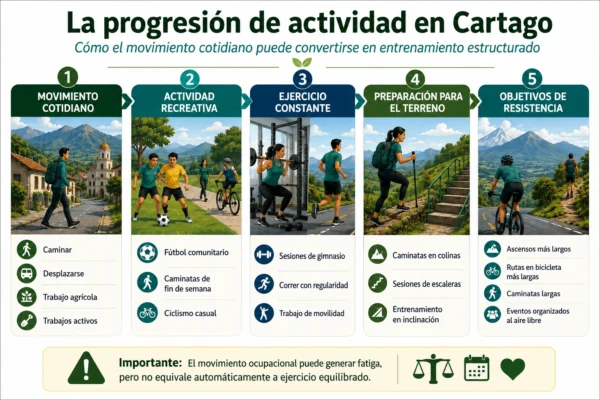 La progresión de actividad en Cartago
Cómo el movimiento cotidiano puede convertirse en entrenamiento estructurado
1
MOVIMIENTO
COTIDIANO
Caminar
Desplazarse
Trabajo agrícola
Trabajos activos
2
ACTIVIDAD
RECREATIVA
Fútbol comunitario
Caminatas de
fin de semana
Ciclismo casual
3
EJERCICIO
CONSTANTE
Sesiones de gimnasio
Correr con regularidad
Trabajo de movilidad
4
PREPARACIÓN PARA
EL TERRENO
Caminatas en colinas
Sesiones de escaleras
Entrenamiento
en inclinación
5
OBJETIVOS DE
RESISTENCIA
Ascensos más largos
Rutas en bicicleta
más largas
Caminatas largas
Eventos organizados
al aire libre
Importante: El movimiento ocupacional puede generar fatiga,
pero no equivale automáticamente a ejercicio equilibrado.